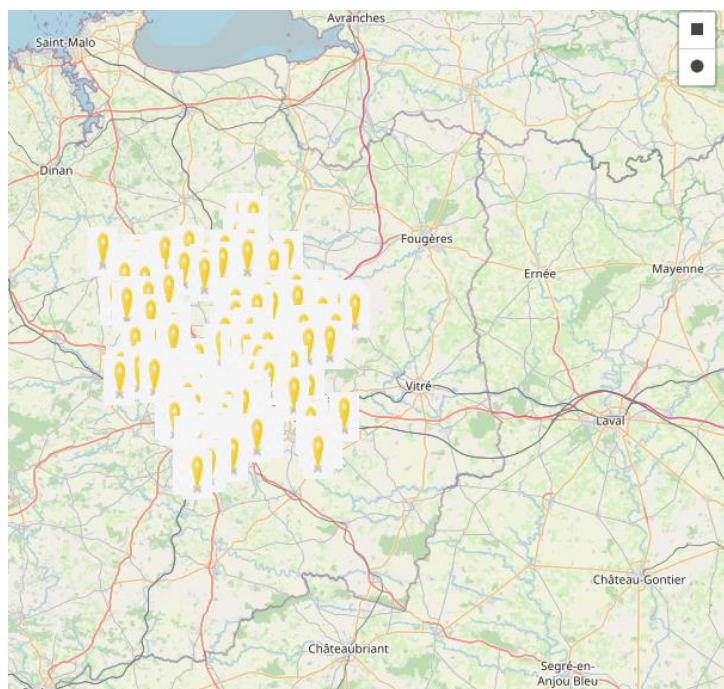 Avranches
Saint-Malo
Dinan
Fougères
Ernée
Mayenne
Vitré
Laval
Château-Gontier
Châteaubriant
Segré-en-
Anjou Bleu